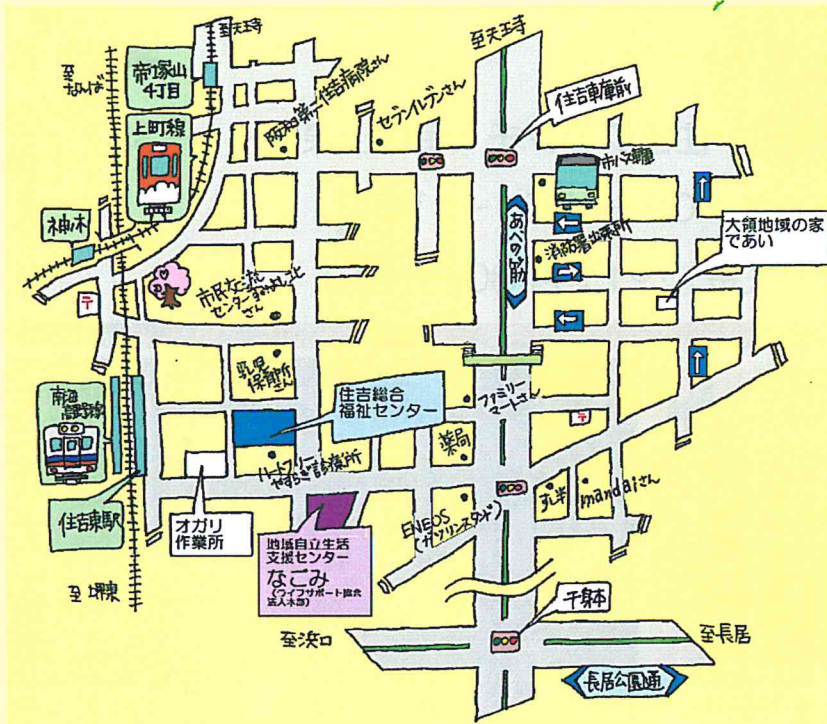 至天王寺
至天王寺
帝塚山
4丁目
至
なんば
上町線
阪和第二住吉病院さん
セブンイレブンさん
住吉車庫前
市バス車庫
神ノ木
あべの筋
消防署出張所
大領地域の家
であい
市民交流
センターすみよし北
さん
〒
乳児
保育所
さん
住吉総合
福祉センター
ファミリー
マートさん
〒
南海
高野線
薬局
ハートフリー
やすらぎ診療所
住吉東駅
オガリ
作業所
ENEOS
(ガソリンスタンド)
すし半
mandaiさん
地域自立生活
支援センター
なごみ
(ライフサポート協会
法人本部)
至堺東
千躰
至浜口
至長居
長居公園通